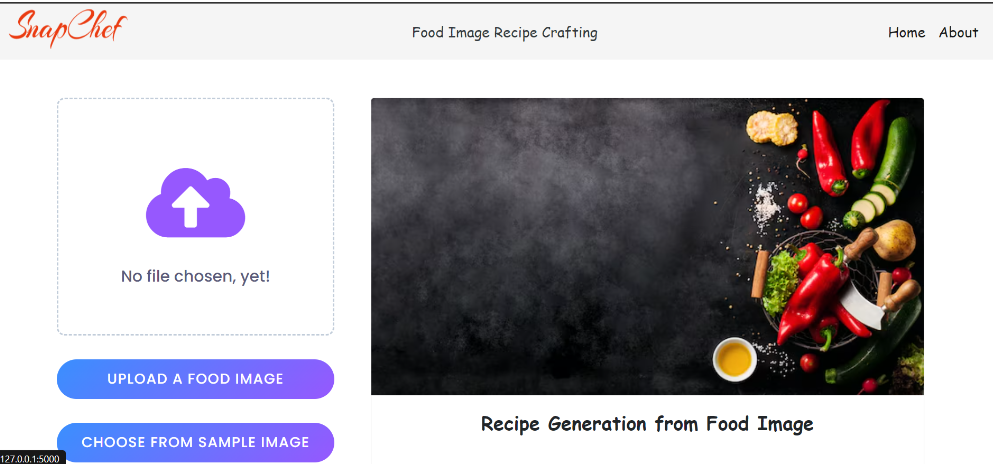 SnapChef
Food Image Recipe Crafting
Home About
No file chosen, yet!
UPLOAD A FOOD IMAGE
CHOOSE FROM SAMPLE IMAGE
Recipe Generation from Food Image
127.0.0.1:5000